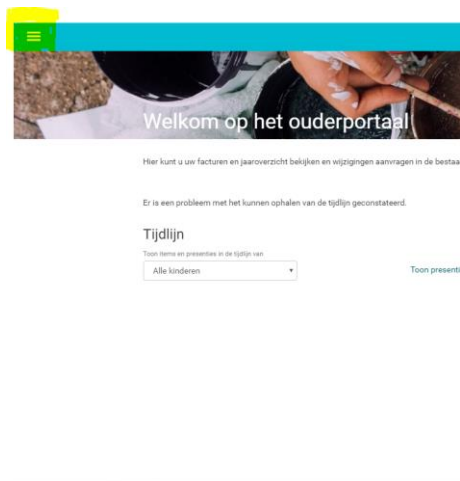 Welkom op het ouderportaal
Hier kunt u uw facturen en jaaroverzicht bekijken en wijzigingen aanvragen in de bestaa
Er is een probleem met het kunnen ophalen van de tijdlijn geconstateerd.
Tijdlijn
Toon items en presenties in de tijdlijn van
Alle kinderen
Toon presenti